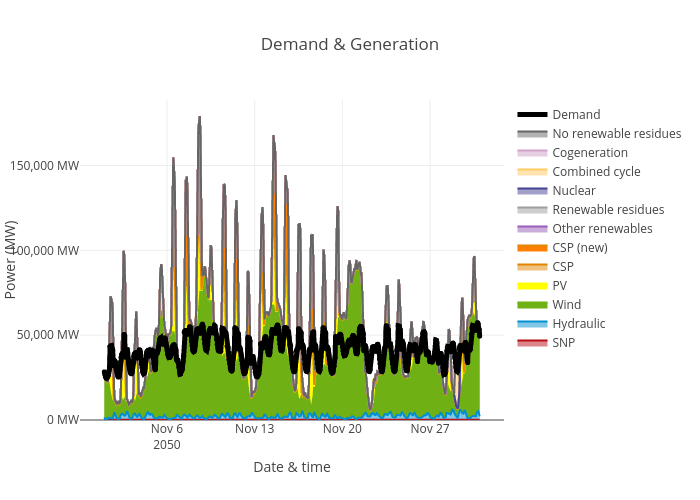 Demand & Generation
Power (MW)
150,000 MW
100,000 MW
50,000 MW
0 MW
Nov 6
2050
Nov 13
Nov 20
Nov 27
Date & time
Demand
No renewable residues
Cogeneration
Combined cycle
Nuclear
Renewable residues
Other renewables
CSP (new)
CSP
PV
Wind
Hydraulic
SNP